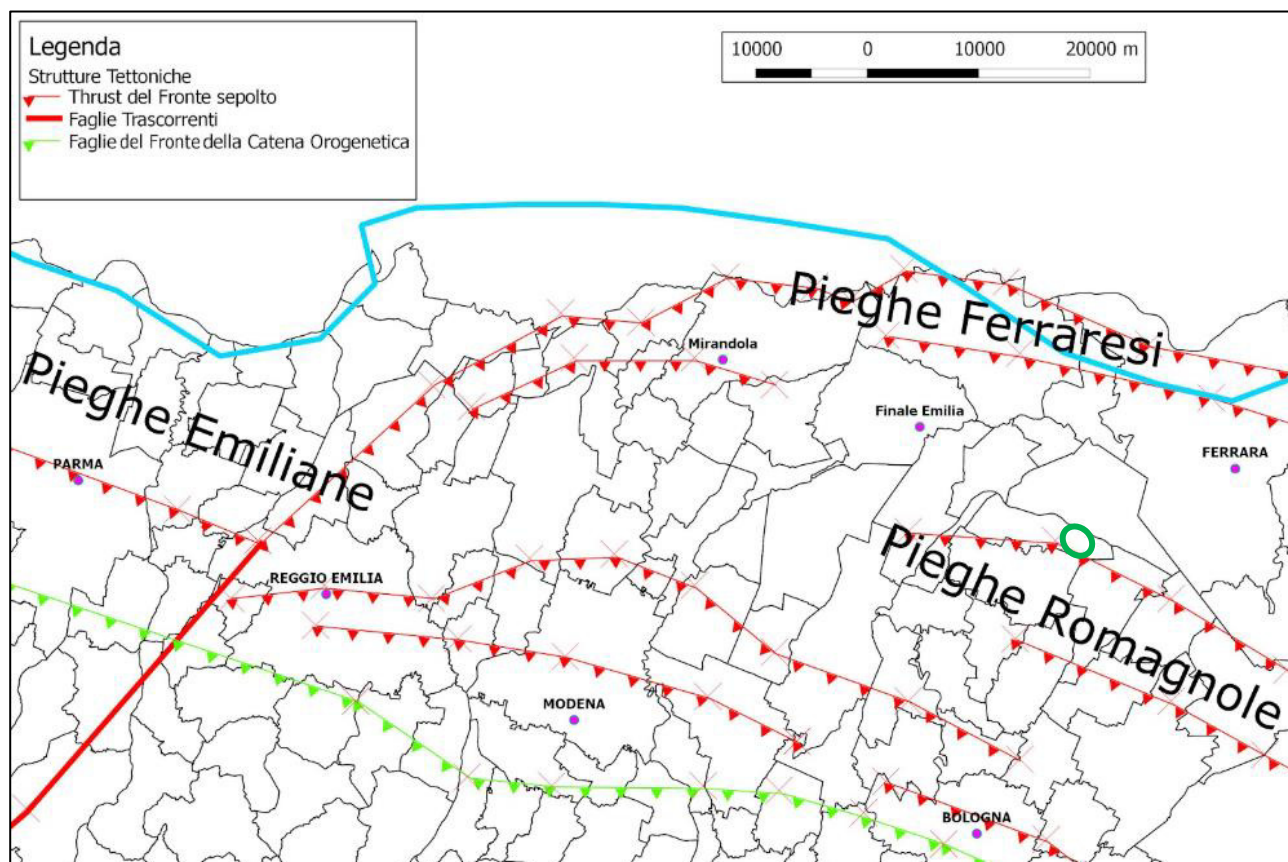 Legenda
Strutture Tettoniche
Thrust del Fronte sepolto
Faglie Trascorrenti
Faglie del Fronte della Catena Orogenetica
10000 0 10000 20000 m
Pieghe Ferraresi
Mirandola
Pieghe Emiliane
Finale Emilia
PARMA
FERRARA
Pieghe Romagnole
REGGIO EMILIA
MODENA
BOLOGNA